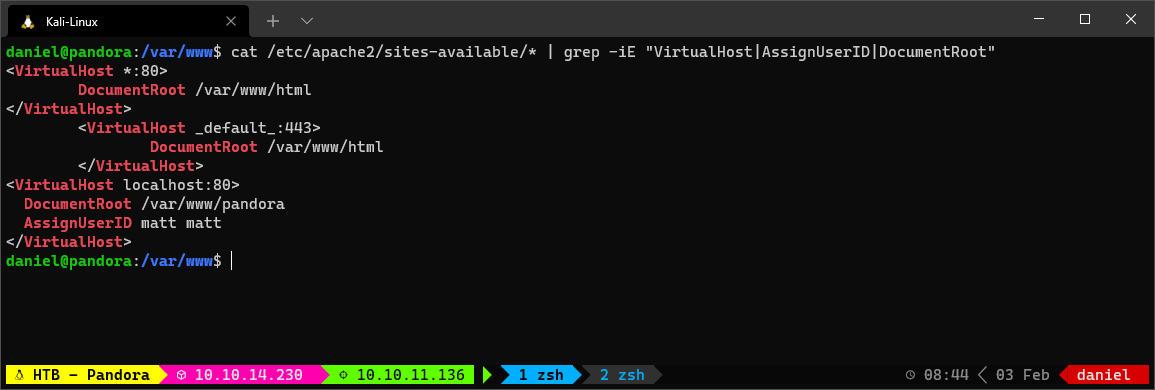 Kali-Linux
daniel@pandora:/var/www$ cat /etc/apache2/sites-available/* | grep -iE "VirtualHost|AssignUserID|DocumentRoot"
<VirtualHost *:80>
        DocumentRoot /var/www/html
</VirtualHost>
        <VirtualHost _default_:443>
                DocumentRoot /var/www/html
        </VirtualHost>
<VirtualHost localhost:80>
  DocumentRoot /var/www/pandora
  AssignUserID matt matt
</VirtualHost>
daniel@pandora:/var/www$
HTB - Pandora 10.10.14.230 10.10.11.136 1 zsh 2 zsh 08:44 03 Feb daniel